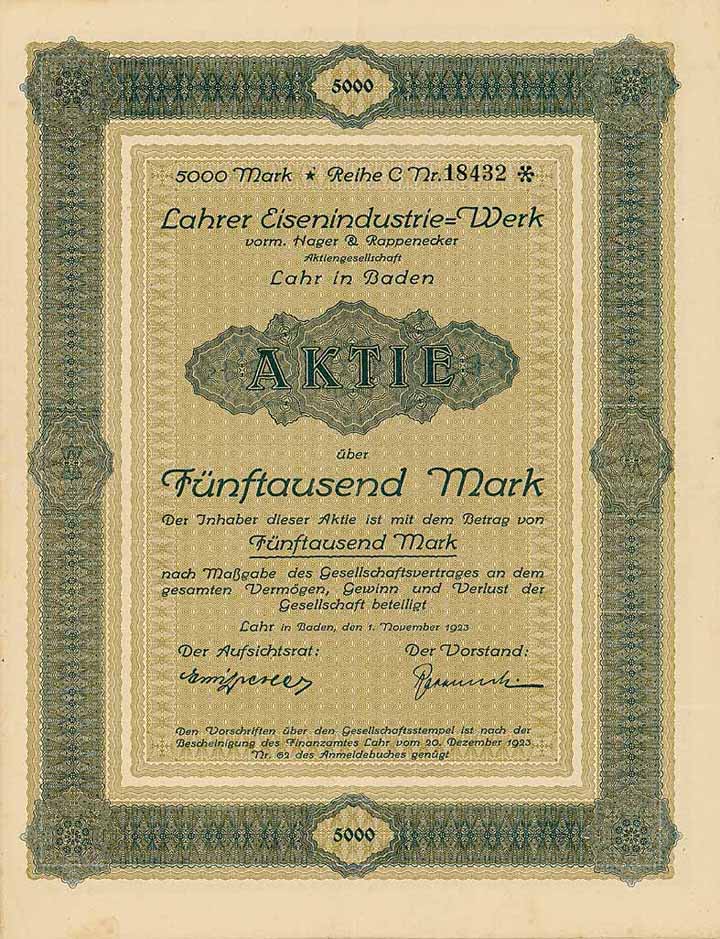 5000
5000 Mark ★ Reihe C Nr. 18432 ✻
Lahrer Eisenindustrie=Werk
vorm. Hager & Rappenecker
Aktiengesellschaft
Lahr in Baden
AKTIE
über
Fünftausend Mark
Der Inhaber dieser Aktie ist mit dem Betrag von
Fünftausend Mark
nach Maßgabe des Gesellschaftsvertrages an dem
gesamten Vermögen, Gewinn und Verlust der
Gesellschaft beteiligt
Lahr in Baden, den 1. November 1923
Der Aufsichtsrat: Der Vorstand:
Den Vorschriften über den Gesellschaftsstempel ist nach der
Bescheinigung des Finanzamtes Lahr vom 20. Dezember 1923
Nr. 62 des Anmeldebuches genügt
5000